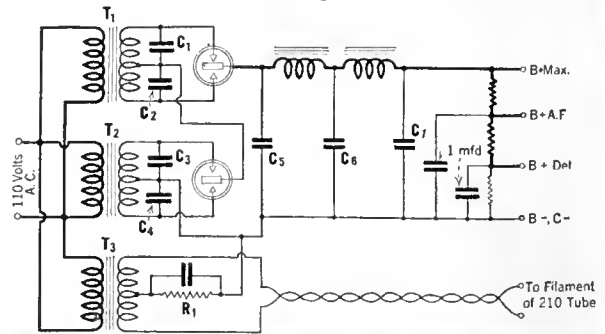 T1
C1
C2
110 Volts
A.C.
T2
C3
C4
T3
R1
C5
C6
C7
1 mfd
B+Max.
B+A.F
B + Det
B-, C-
To Filament
of 210 Tube